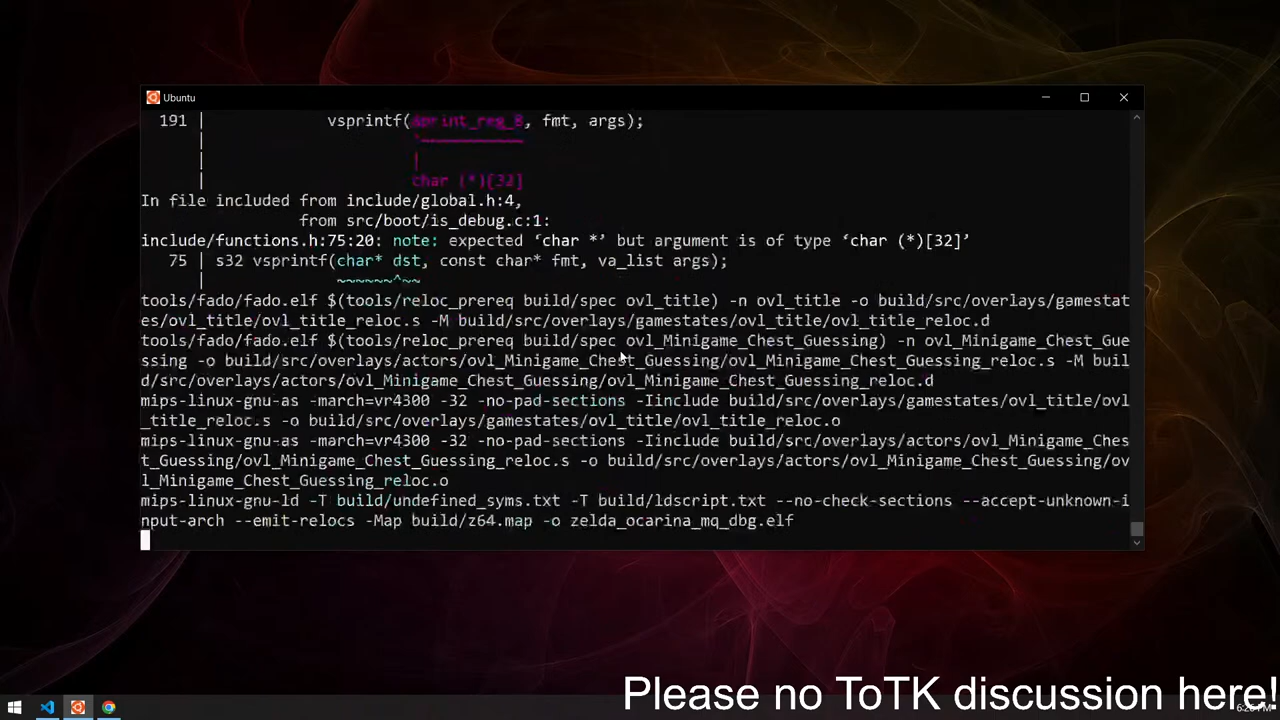 Ubuntu
191 | vsprintf(&print_reg_8, fmt, args);
| ^~~~~~~~~~~~
| |
| char (*)[32]
In file included from include/global.h:4,
from src/boot/is_debug.c:1:
include/functions.h:75:20: note: expected ‘char *’ but argument is of type ‘char (*)[32]’
75 | s32 vsprintf(char* dst, const char* fmt, va_list args);
| ~~~~~~^~~
tools/fado/fado.elf $(tools/reloc_prereq build/spec ovl_title) -n ovl_title -o build/src/overlays/gamestat
es/ovl_title/ovl_title_reloc.s -M build/src/overlays/gamestates/ovl_title/ovl_title_reloc.d
tools/fado/fado.elf $(tools/reloc_prereq build/spec ovl_Minigame_Chest_Guessing) -n ovl_Minigame_Chest_Gue
ssing -o build/src/overlays/actors/ovl_Minigame_Chest_Guessing/ovl_Minigame_Chest_Guessing_reloc.s -M buil
d/src/overlays/actors/ovl_Minigame_Chest_Guessing/ovl_Minigame_Chest_Guessing_reloc.d
mips-linux-gnu-as -march=vr4300 -32 -no-pad-sections -Iinclude build/src/overlays/gamestates/ovl_title/ovl
_title_reloc.s -o build/src/overlays/gamestates/ovl_title/ovl_title_reloc.o
mips-linux-gnu-as -march=vr4300 -32 -no-pad-sections -Iinclude build/src/overlays/actors/ovl_Minigame_Ches
t_Guessing/ovl_Minigame_Chest_Guessing_reloc.s -o build/src/overlays/actors/ovl_Minigame_Chest_Guessing/ov
l_Minigame_Chest_Guessing_reloc.o
mips-linux-gnu-ld -T build/undefined_syms.txt -T build/ldscript.txt --no-check-sections --accept-unknown-i
nput-arch --emit-relocs -Map build/z64.map -o zelda_ocarina_mq_dbg.elf
Please no ToTK discussion here!